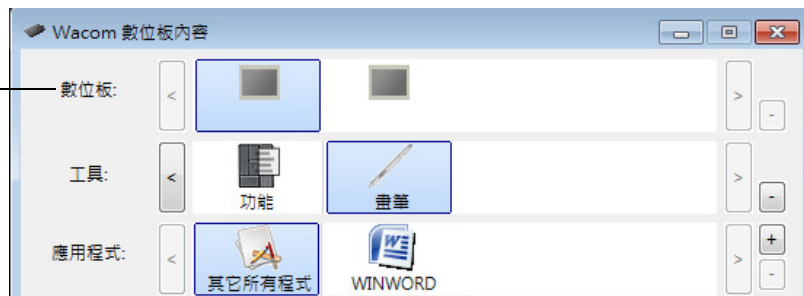 Wacom 數位板內容
數位板:
< > -
工具:
< 功能 畫筆 > -
應用程式:
< 其它所有程式 WINWORD > + -